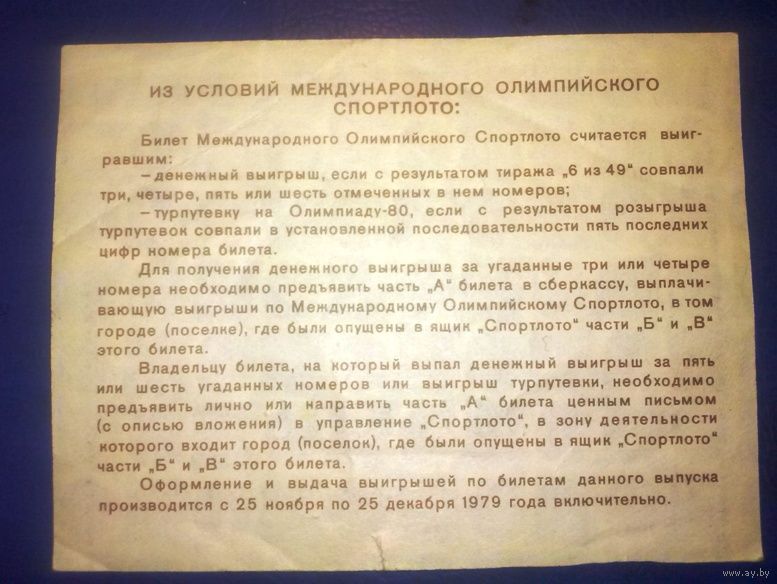 ИЗ УСЛОВИЙ МЕЖДУНАРОДНОГО ОЛИМПИЙСКОГО
СПОРТЛОТО:
Билет Международного Олимпийского Спортлото считается выиг-
равшим:
—денежный выигрыш, если с результатом тиража „6 из 49“ совпали
три, четыре, пять или шесть отмеченных в нем номеров;
—турпутевку на Олимпиаду-80, если с результатом розыгрыша
турпутевок совпали в установленной последовательности пять последних
цифр номера билета.
Для получения денежного выигрыша за угаданные три или четыре
номера необходимо предъявить часть „А“ билета в сберкассу, выплачи-
вающую выигрыши по Международному Олимпийскому Спортлото, в том
городе (поселке), где были опущены в ящик „Спортлото“ части „Б“ и „В“
этого билета.
Владельцу билета, на который выпал денежный выигрыш за пять
или шесть угаданных номеров или выигрыш турпутевки, необходимо
предъявить лично или направить часть „А“ билета ценным письмом
(с описью вложения) в управление „Спортлото“, в зону деятельности
которого входит город (поселок), где были опущены в ящик „Спортлото“
части „Б“ и „В“ этого билета.
Оформление и выдача выигрышей по билетам данного выпуска
производится с 25 ноября по 25 декабря 1979 года включительно.
www.ay.by